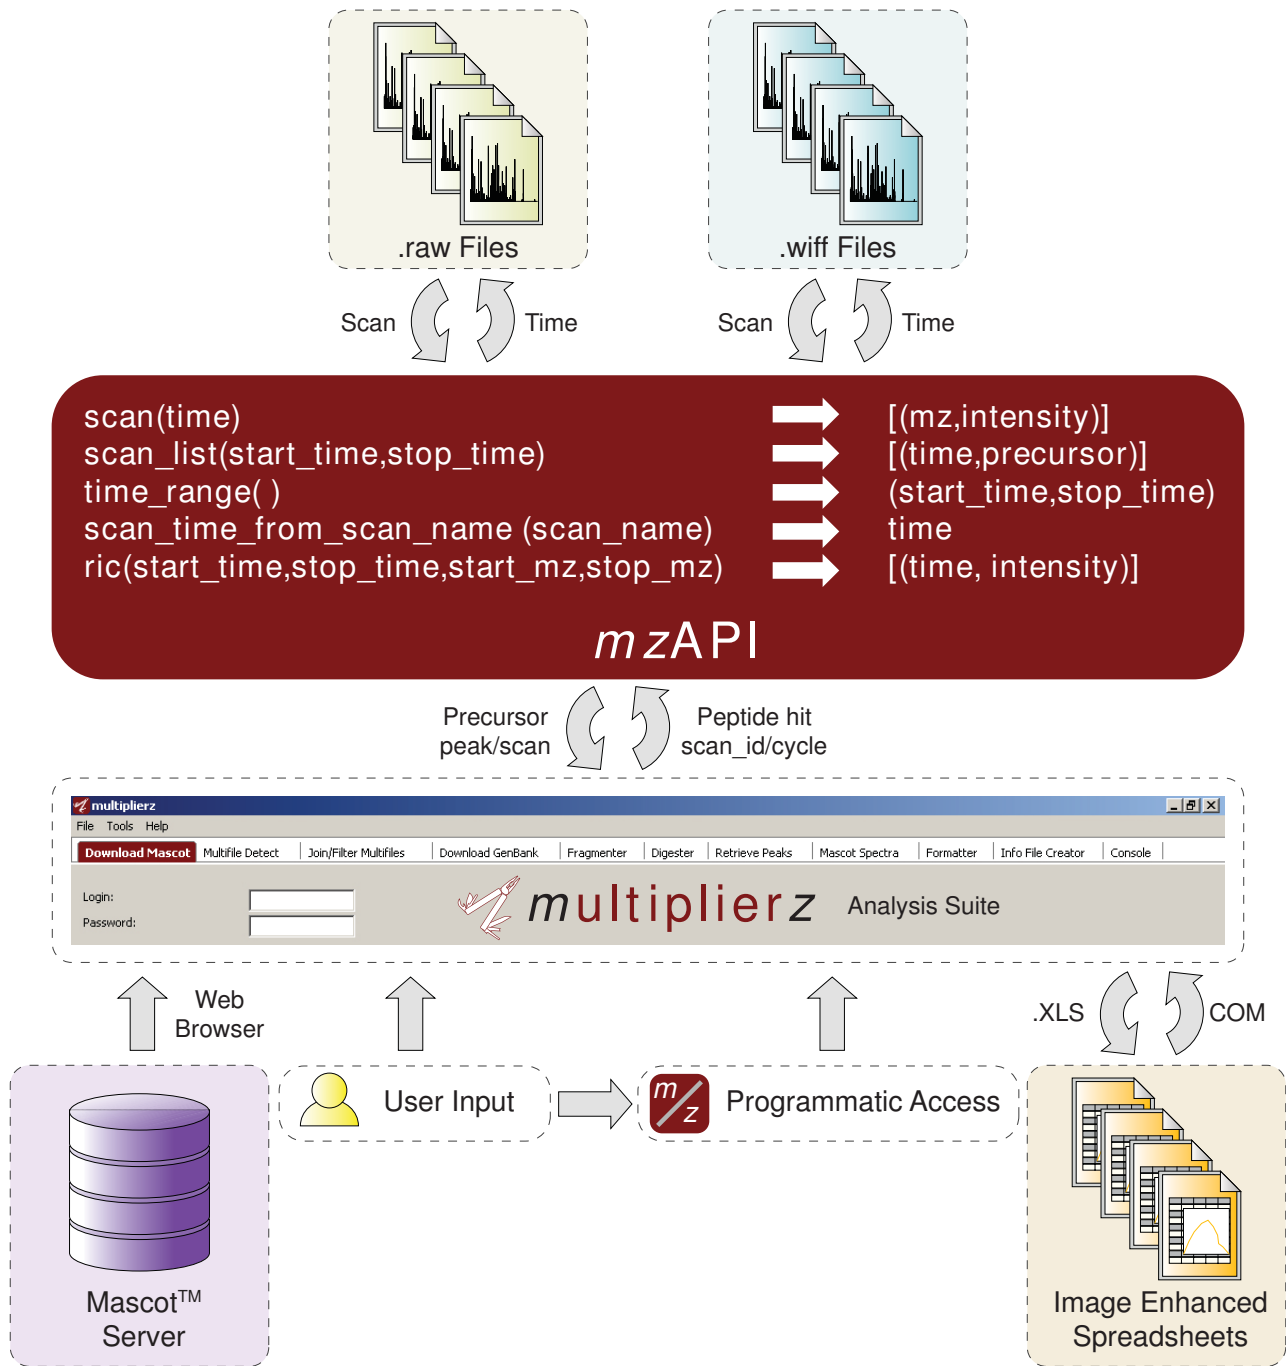 .raw Files
.wiff Files
Scan
Time
Scan
Time
scan(time)
[(mz,intensity)]
scan_list(start_time,stop_time)
[(time,precursor)]
time_range( )
(start_time,stop_time)
scan_time_from_scan_name (scan_name)
time
ric(start_time,stop_time,start_mz,stop_mz)
[(time, intensity)]
mzAPI
Precursor
peak/scan
Peptide hit
scan_id/cycle
multiplierz
File Tools Help
Download Mascot Multifile Detect Join/Filter Multifiles Download GenBank Fragmenter Digester Retrieve Peaks Mascot Spectra Formatter Info File Creator Console
Login:
Password:
multiplierz Analysis Suite
Web
Browser
.XLS
COM
User Input
m/z
Programmatic Access
Mascot™
Server
Image Enhanced
Spreadsheets